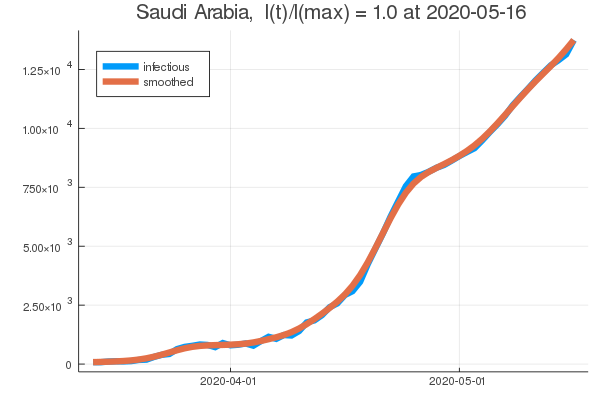 Saudi Arabia, I(t)/I(max) = 1.0 at 2020-05-16
infectious
smoothed
1.25×10 4
1.00×10 4
7.50×10 3
5.00×10 3
2.50×10 3
0
2020-04-01 2020-05-01